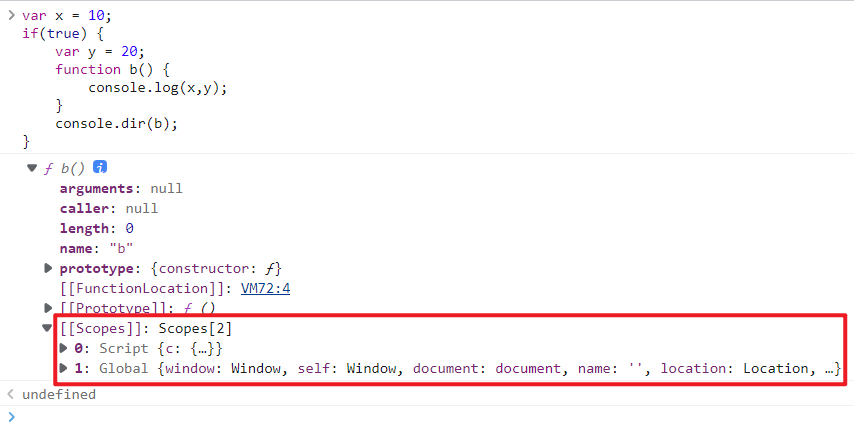 var x = 10;
if(true) {
    var y = 20;
    function b() {
        console.log(x,y);
    }
    console.dir(b);
}
ƒ b() i
arguments: null
caller: null
length: 0
name: "b"
prototype: {constructor: ƒ}
[[FunctionLocation]]: VM72:4
[[Prototype]]: ƒ ()
[[Scopes]]: Scopes[2]
0: Script {c: {…}}
1: Global {window: Window, self: Window, document: document, name: '', location: Location, …}
undefined